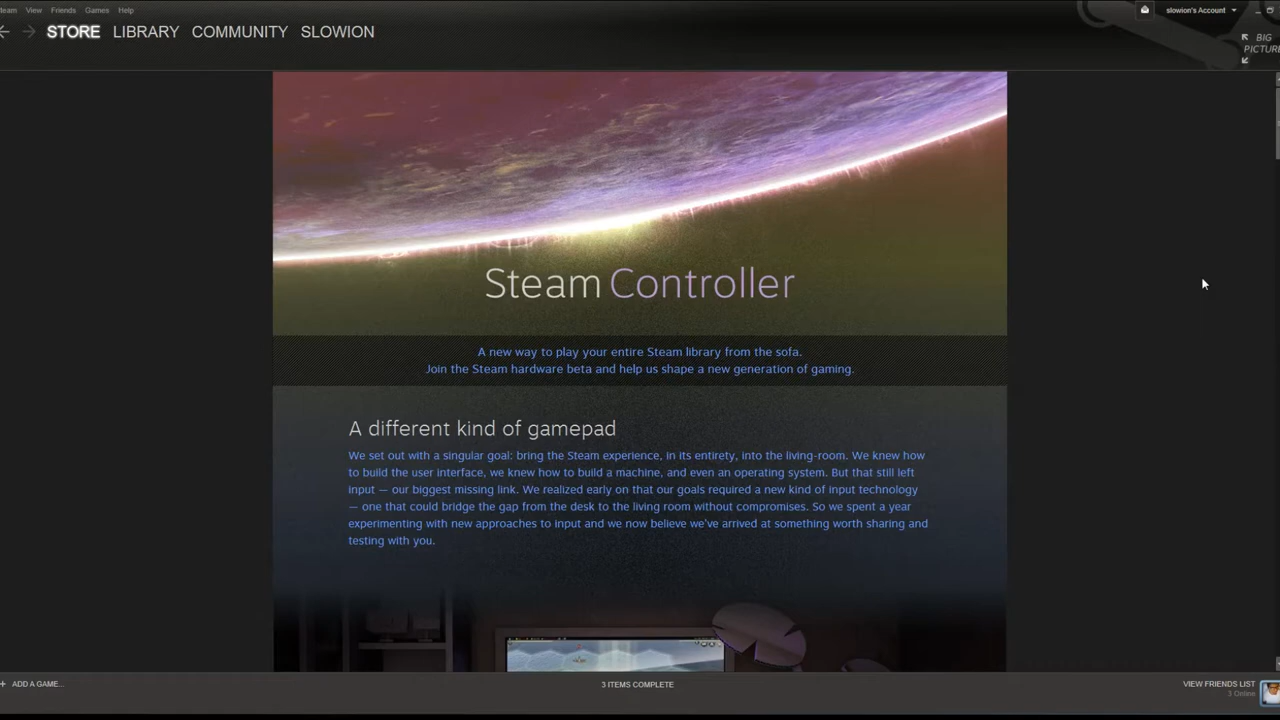 Steam View Friends Games Help
slowion's Account
STORE LIBRARY COMMUNITY SLOWION
BIG
PICTURE
Steam Controller
A new way to play your entire Steam library from the sofa.
Join the Steam hardware beta and help us shape a new generation of gaming.
A different kind of gamepad
We set out with a singular goal: bring the Steam experience, in its entirety, into the living-room. We knew how
to build the user interface, we knew how to build a machine, and even an operating system. But that still left
input — our biggest missing link. We realized early on that our goals required a new kind of input technology
— one that could bridge the gap from the desk to the living room without compromises. So we spent a year
experimenting with new approaches to input and we now believe we've arrived at something worth sharing and
testing with you.
+ ADD A GAME...
3 ITEMS COMPLETE
VIEW FRIENDS LIST
3 Online